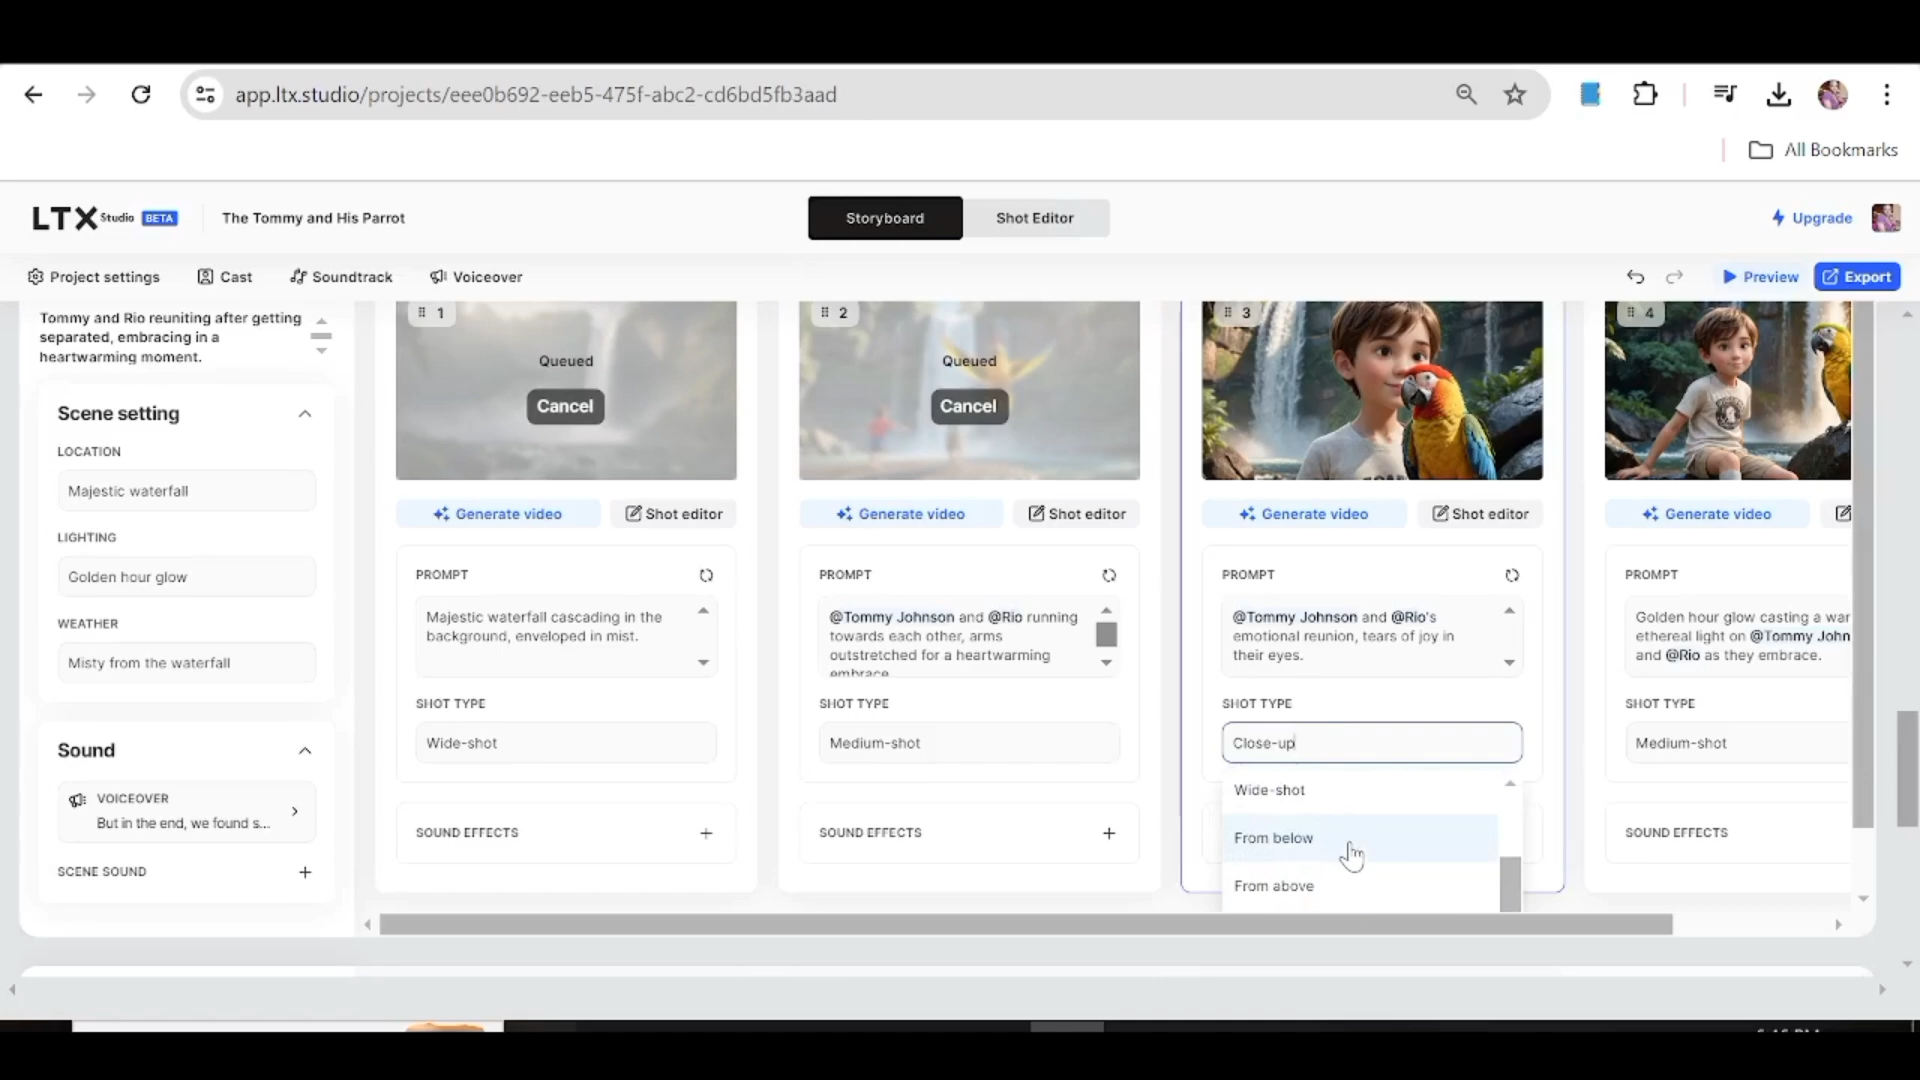 app.ltx.studio/projects/eee0b692-eeb5-475f-abc2-cd6bd5fb3aad
All Bookmarks
LTX Studio BETA
The Tommy and His Parrot
Storyboard
Shot Editor
Upgrade
Project settings
Cast
Soundtrack
Voiceover
Preview
Export
Tommy and Rio reuniting after getting
separated, embracing in a
heartwarming moment.
Scene setting
LOCATION
Majestic waterfall
LIGHTING
Golden hour glow
WEATHER
Misty from the waterfall
Sound
VOICEOVER
But in the end, we found s...
SCENE SOUND
1
Queued
Cancel
Generate video
Shot editor
PROMPT
Majestic waterfall cascading in the
background, enveloped in mist.
SHOT TYPE
Wide-shot
SOUND EFFECTS
2
Queued
Cancel
Generate video
Shot editor
PROMPT
@Tommy Johnson and @Rio running
towards each other, arms
outstretched for a heartwarming
embrace
SHOT TYPE
Medium-shot
SOUND EFFECTS
3
Generate video
Shot editor
PROMPT
@Tommy Johnson and @Rio's
emotional reunion, tears of joy in
their eyes.
SHOT TYPE
Close-up
Wide-shot
From below
From above
4
Generate video
PROMPT
Golden hour glow casting a war
ethereal light on @Tommy John
and @Rio as they embrace.
SHOT TYPE
Medium-shot
SOUND EFFECTS